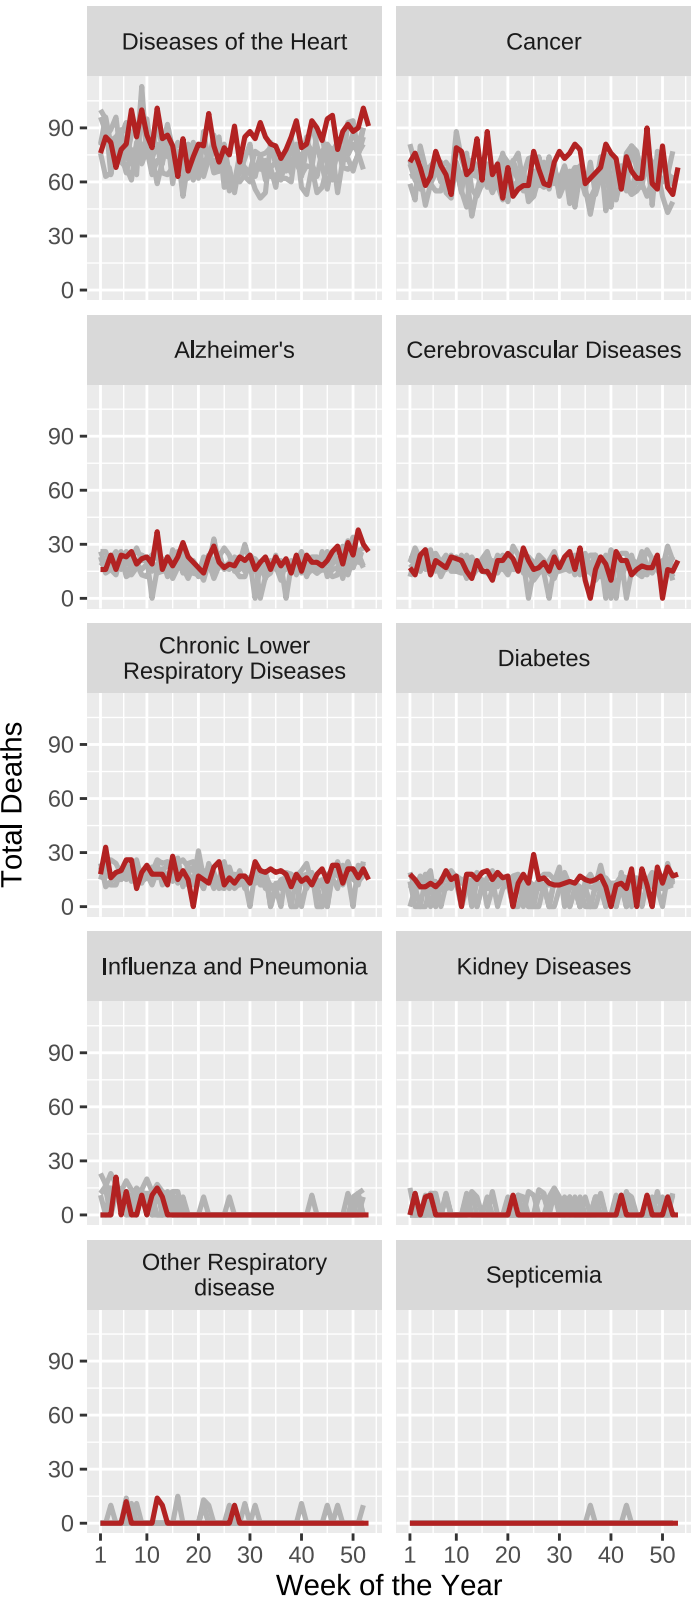 Diseases of the Heart
Cancer
90
60
30
0
Alzheimer's
Cerebrovascular Diseases
90
60
30
0
Chronic Lower
Respiratory Diseases
Diabetes
90
60
30
0
Influenza and Pneumonia
Kidney Diseases
90
60
30
0
Other Respiratory
disease
Septicemia
90
60
30
0
1 10 20 30 40 50
1 10 20 30 40 50
Week of the Year
Total Deaths